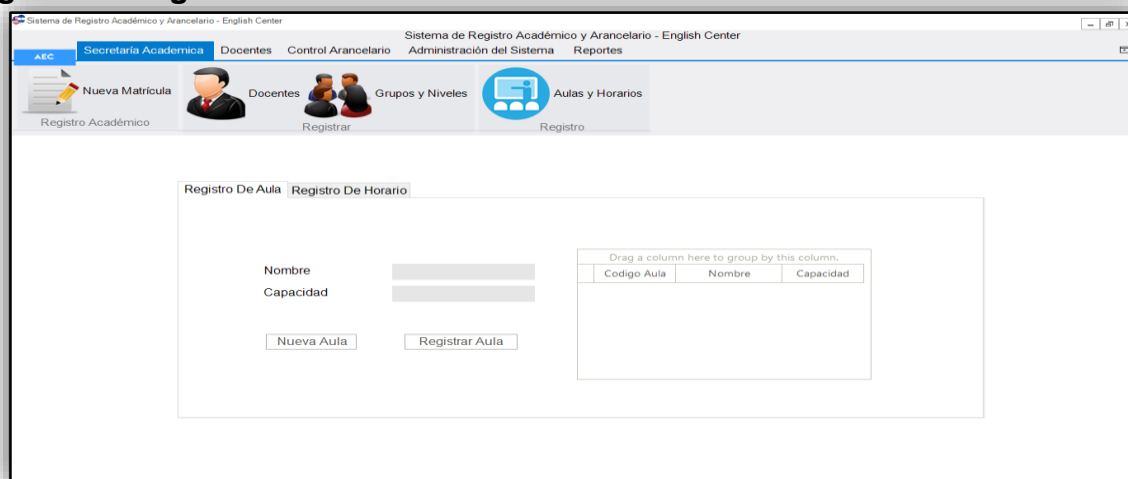 Sistema de Registro Académico y Arancelario - English Center
Sistema de Registro Académico y Arancelario - English Center
AEC Secretaría Academica Docentes Control Arancelario Administración del Sistema Reportes
Nueva Matrícula Docentes Grupos y Niveles Aulas y Horarios
Registro Académico Registrar Registro
Registro De Aula Registro De Horario
Drag a column here to group by this column.
Codigo Aula Nombre Capacidad
Nombre
Capacidad
Nueva Aula Registrar Aula